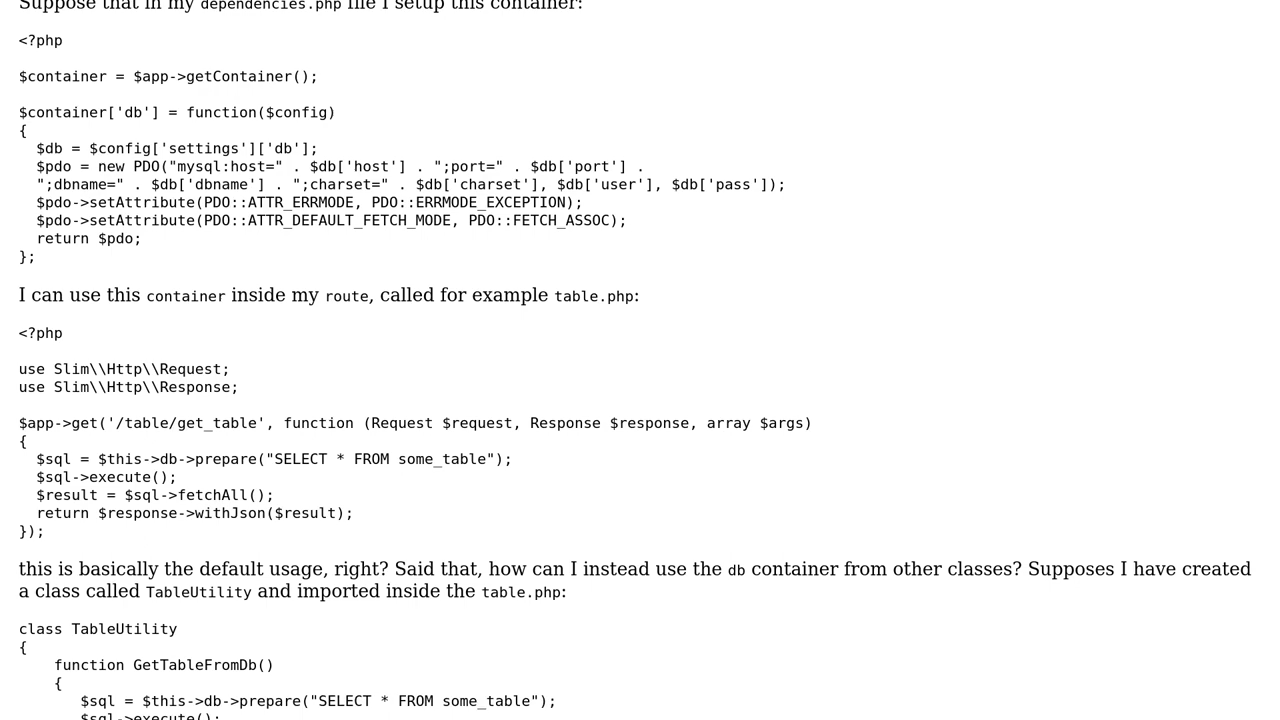 Suppose that in my dependencies.php file I setup this container:
<?php
$container = $app->getContainer();
$container['db'] = function($config)
{
  $db = $config['settings']['db'];
  $pdo = new PDO("mysql:host=" . $db['host'] . ";port=" . $db['port'] .
  ";dbname=" . $db['dbname'] . ";charset=" . $db['charset'], $db['user'], $db['pass']);
  $pdo->setAttribute(PDO::ATTR_ERRMODE, PDO::ERRMODE_EXCEPTION);
  $pdo->setAttribute(PDO::ATTR_DEFAULT_FETCH_MODE, PDO::FETCH_ASSOC);
  return $pdo;
};
I can use this container inside my route, called for example table.php:
<?php
use Slim\\Http\\Request;
use Slim\\Http\\Response;
$app->get('/table/get_table', function (Request $request, Response $response, array $args)
{
  $sql = $this->db->prepare("SELECT * FROM some_table");
  $sql->execute();
  $result = $sql->fetchAll();
  return $response->withJson($result);
});
this is basically the default usage, right? Said that, how can I instead use the db container from other classes? Supposes I have created
a class called TableUtility and imported inside the table.php:
class TableUtility
{
    function GetTableFromDb()
    {
       $sql = $this->db->prepare("SELECT * FROM some_table");
       $sql->execute();